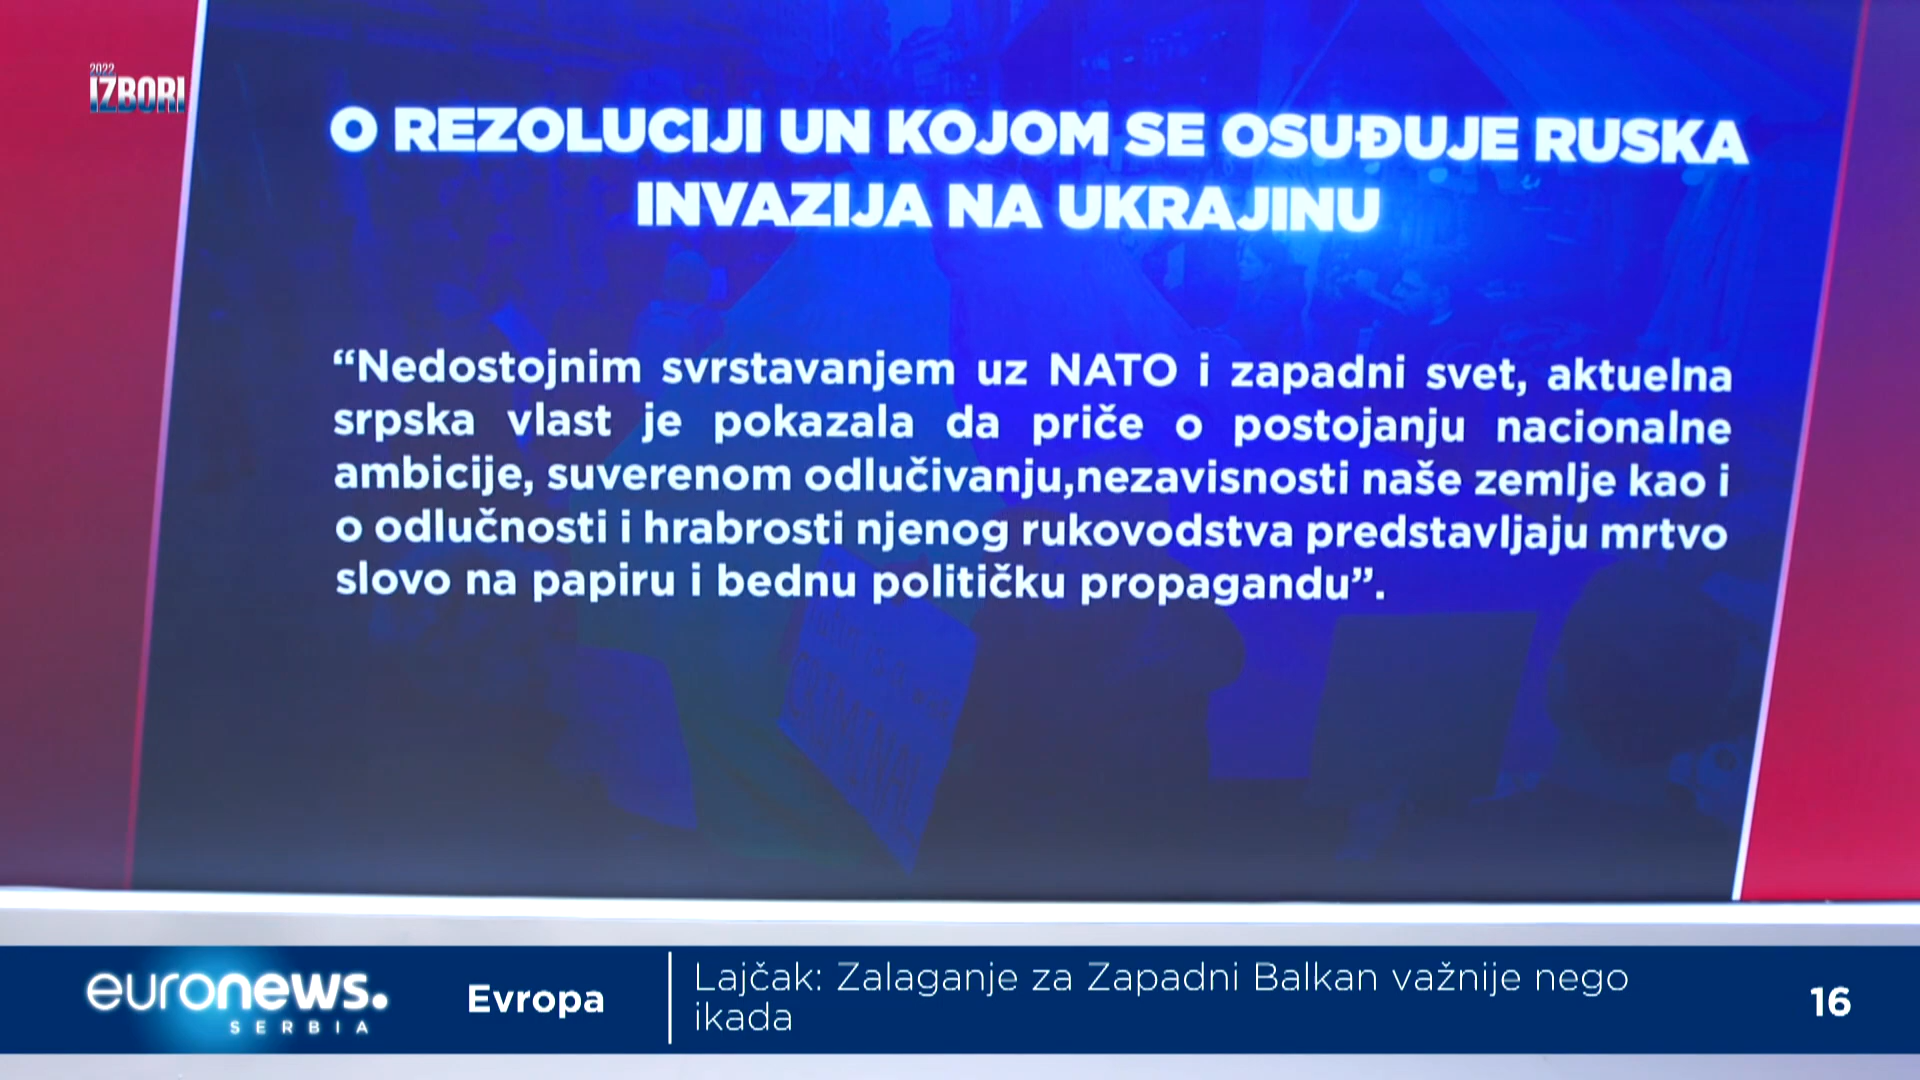 2022
IZBORI
O REZOLUCIJI UN KOJOM SE OSUĐUJE RUSKA
INVAZIJA NA UKRAJINU
“Nedostojnim svrstavanjem uz NATO i zapadni svet, aktuelna
srpska vlast je pokazala da priče o postojanju nacionalne
ambicije, suverenom odlučivanju,nezavisnosti naše zemlje kao i
o odlučnosti i hrabrosti njenog rukovodstva predstavljaju mrtvo
slovo na papiru i bednu političku propagandu”.
CRIMINAL
euronews.
SERBIA
Evropa
Lajčak: Zalaganje za Zapadni Balkan važnije nego
ikada
16